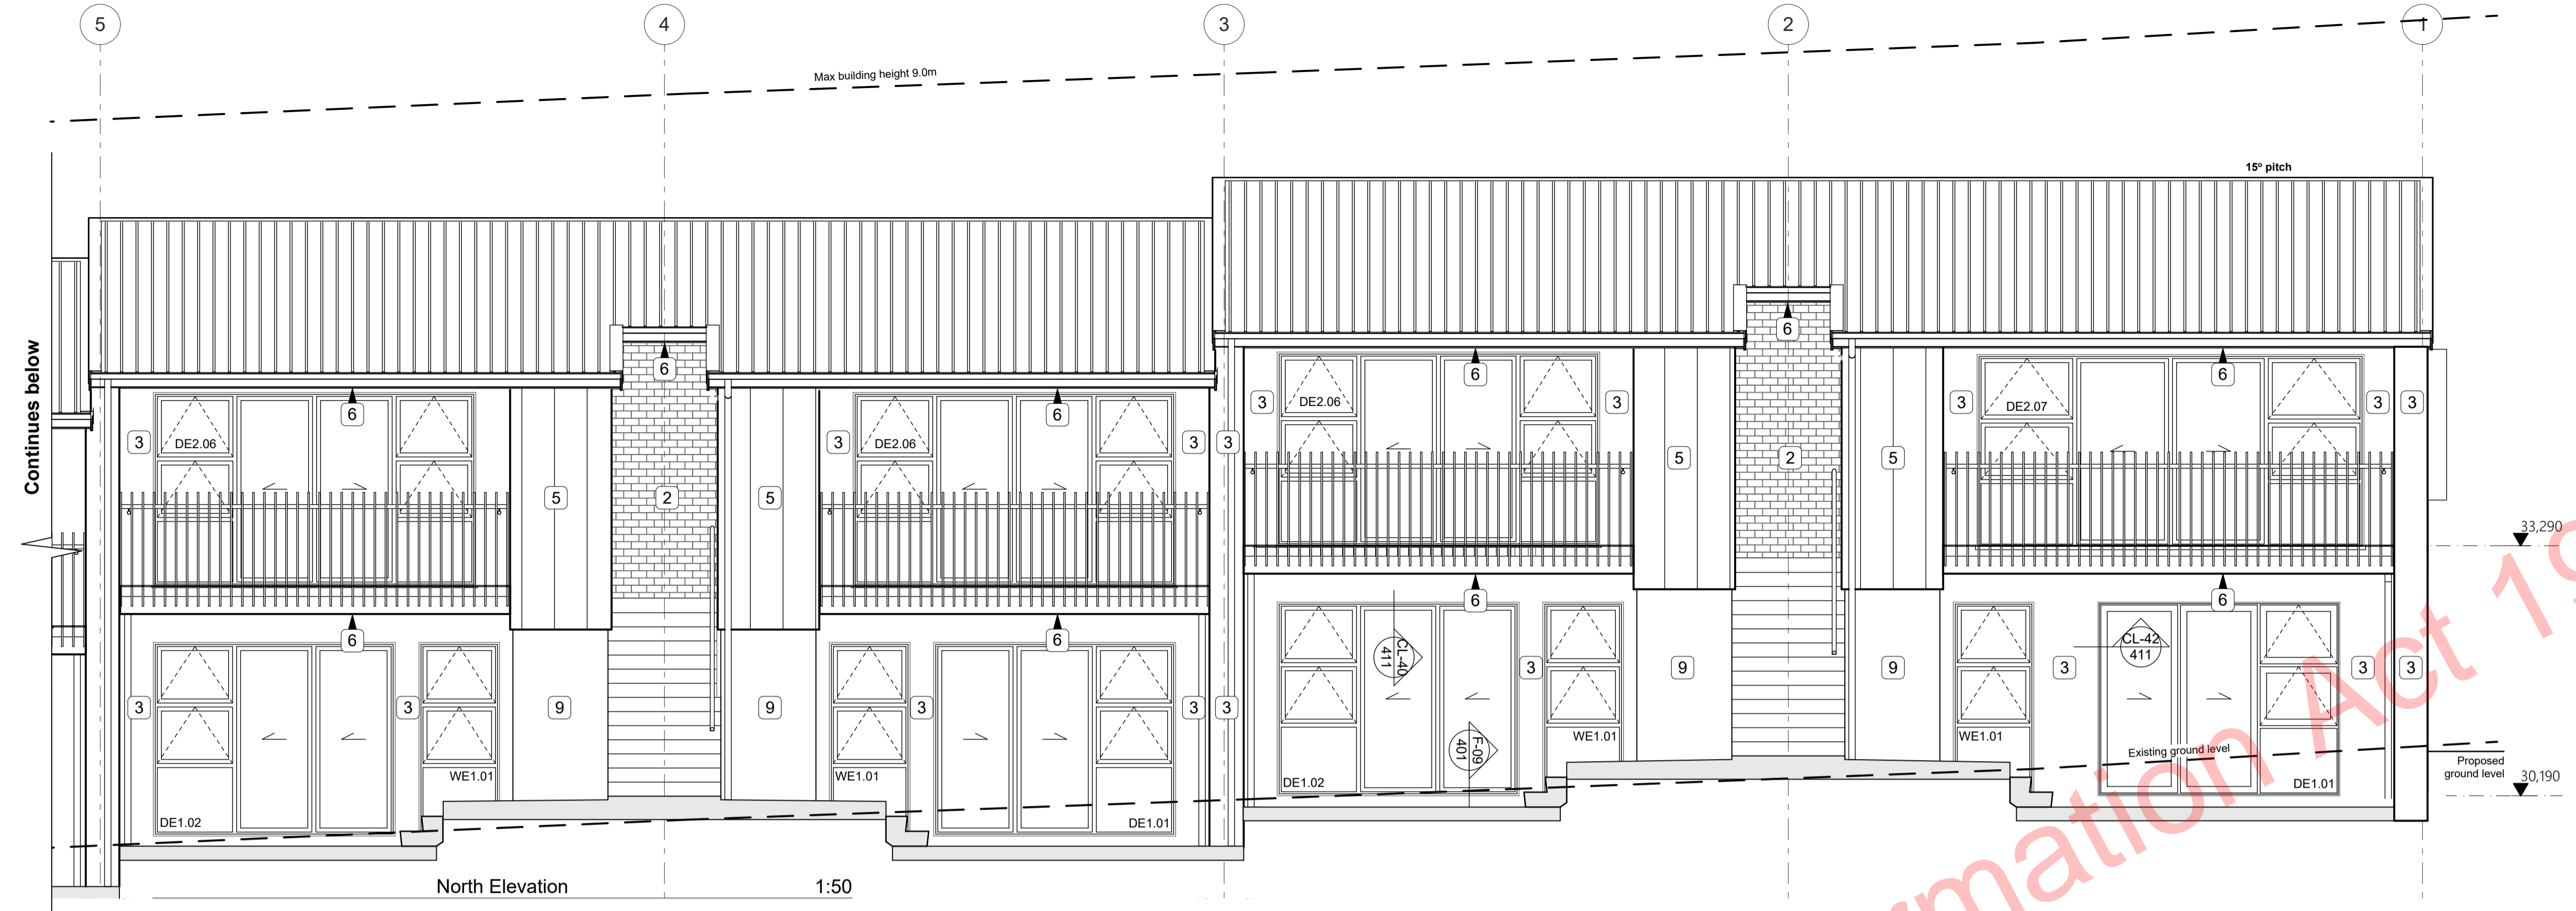 5
4
3
2
1
Max building height 9.0m
15º pitch
Continues below
6
6
6
6
6
6
3
DE2.06
3
DE2.06
3
3
3
DE2.06
3
3
DE2.07
3
3
5
2
5
5
2
5
33,290
6
6
6
6
CL-40
411
CL-42
411
3
3
3
3
3
3
3
3
3
9
9
9
9
F-09
401
WE1.01
WE1.01
WE1.01
WE1.01
Existing ground level
Proposed
ground level
30,190
DE1.02
DE1.01
DE1.02
DE1.01
North Elevation
1:50
rmation Act 19